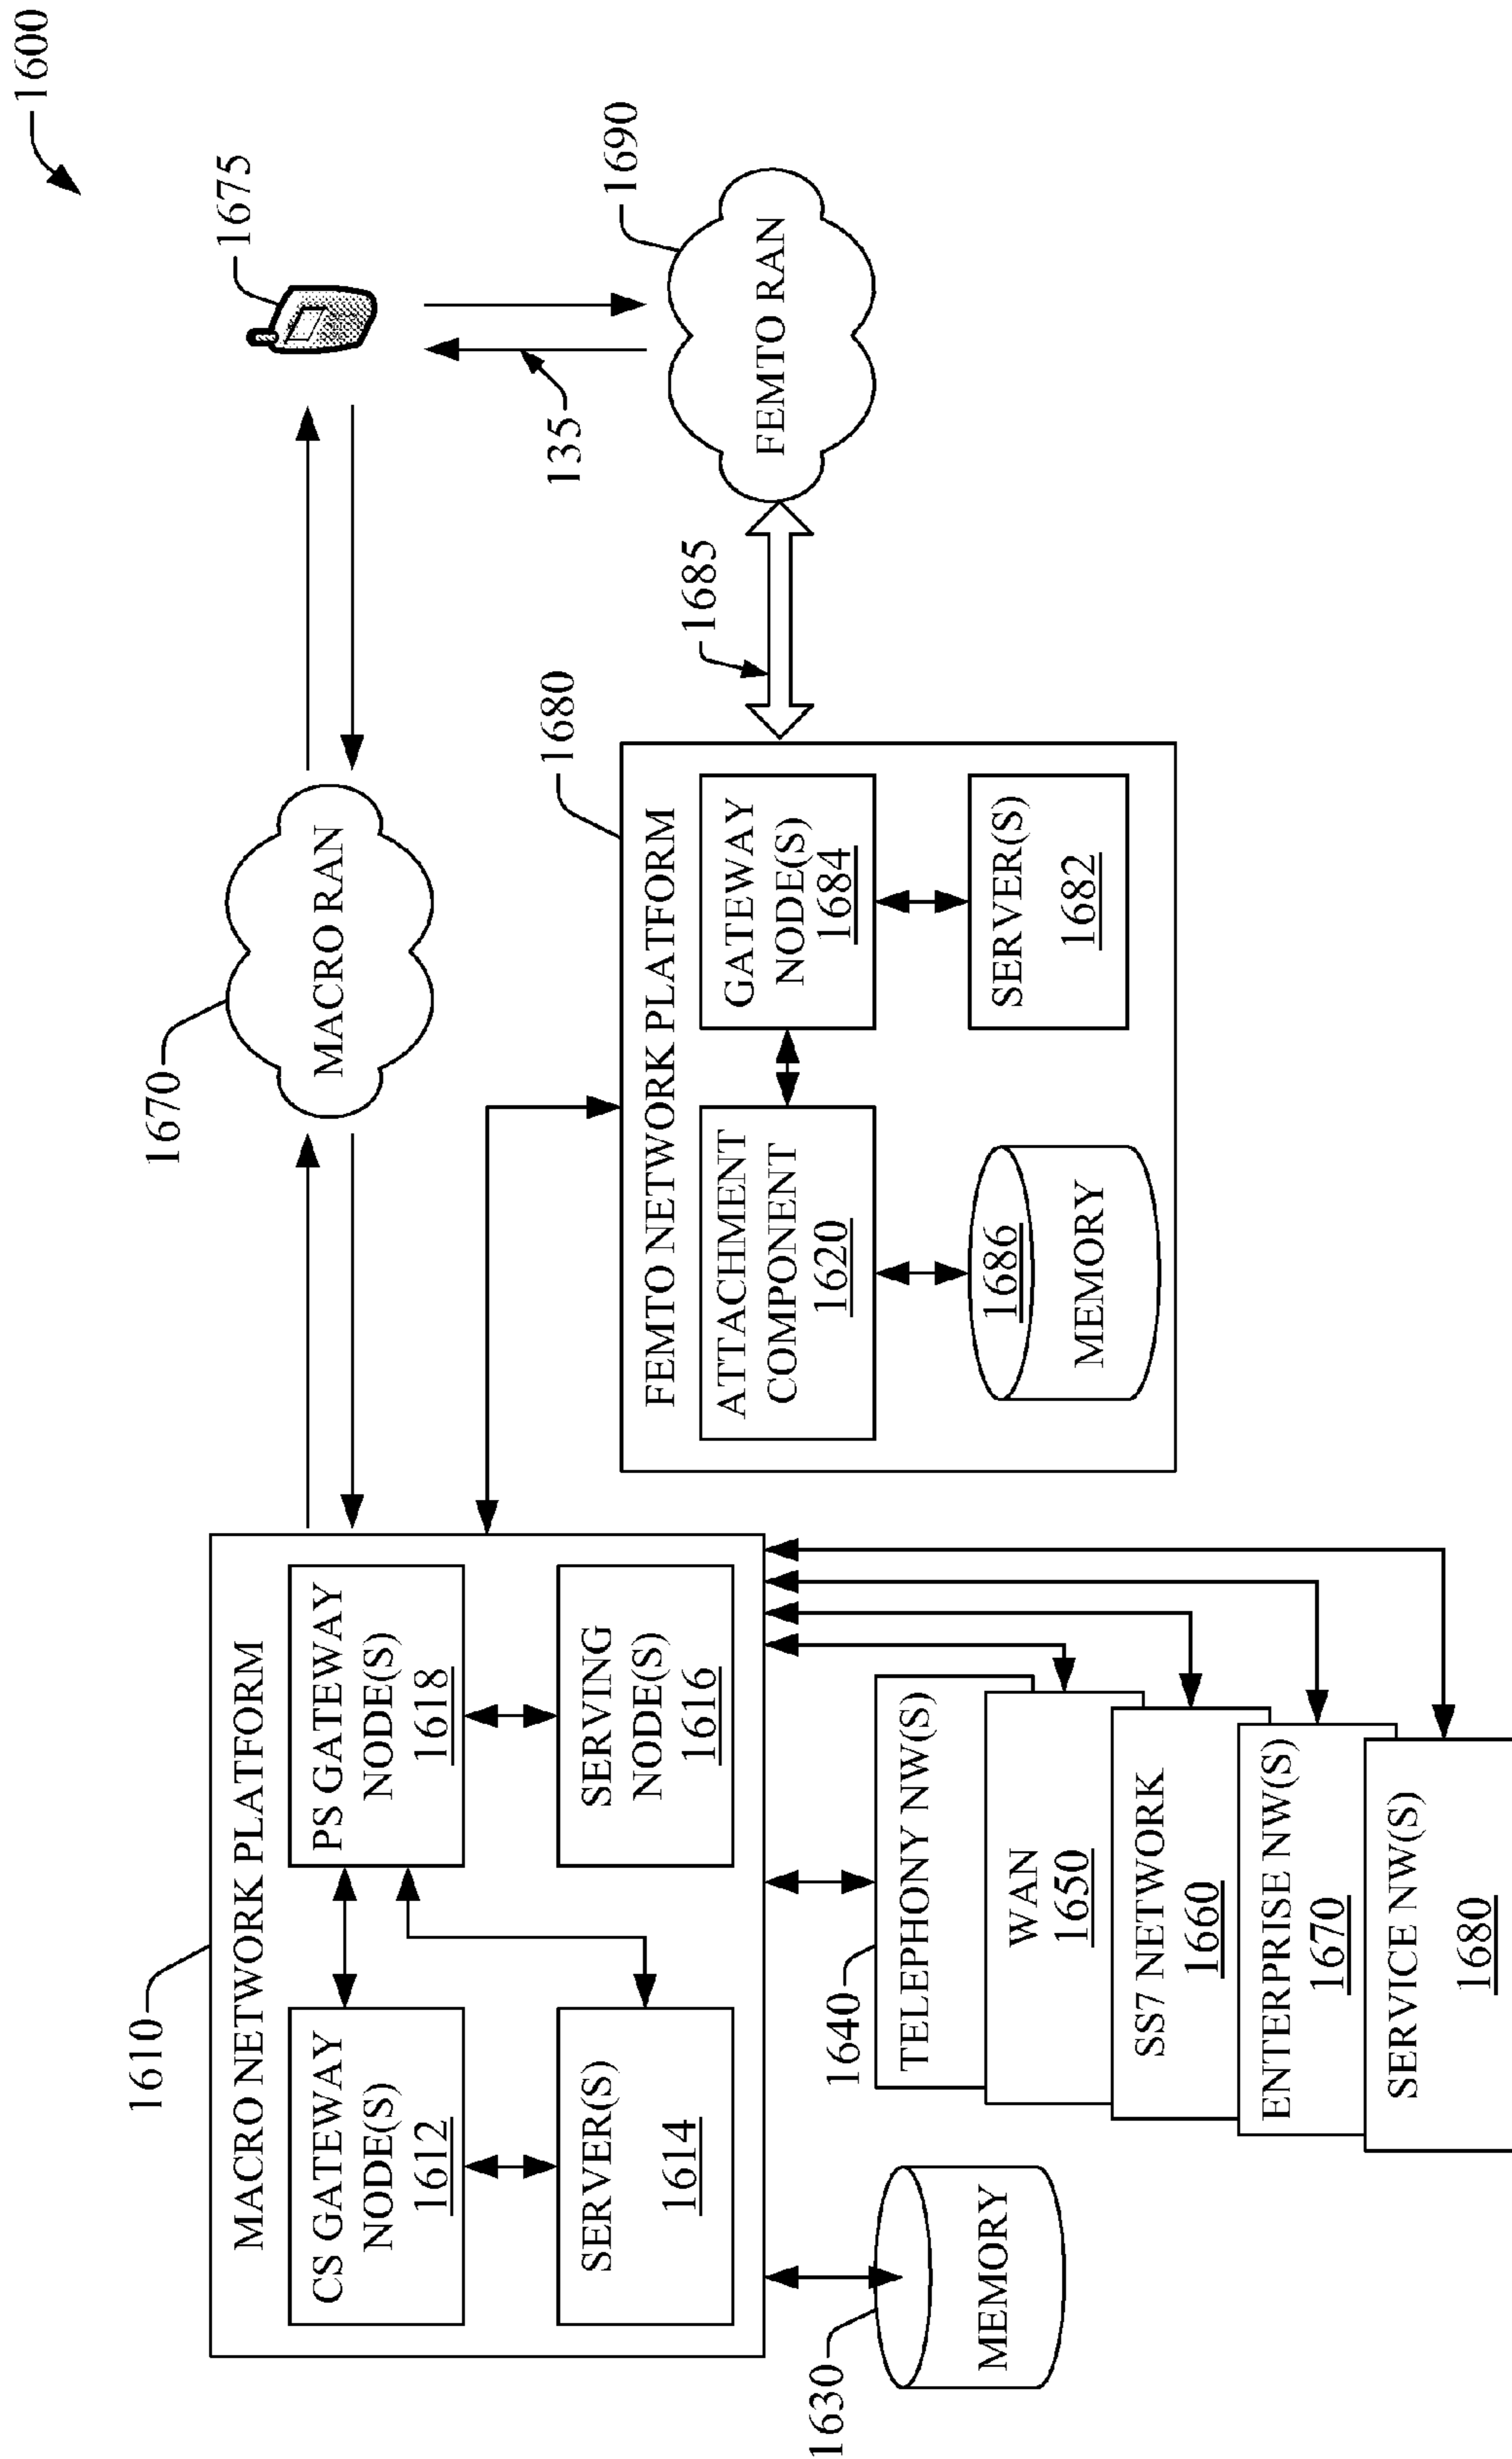 1600
1610
MACRO NETWORK PLATFORM
CS GATEWAY
NODE(S)
1612
PS GATEWAY
NODE(S)
1618
SERVER(S)
1614
SERVING
NODE(S)
1616
1670
MACRO RAN
1675
135
1690
FEMTO RAN
1685
1680
FEMTO NETWORK PLATFORM
ATTACHMENT
COMPONENT
1620
GATEWAY
NODE(S)
1684
1686
MEMORY
SERVER(S)
1682
1630
MEMORY
1640
TELEPHONY NW(S)
WAN
1650
SS7 NETWORK
1660
ENTERPRISE NW(S)
1670
SERVICE NW(S)
1680